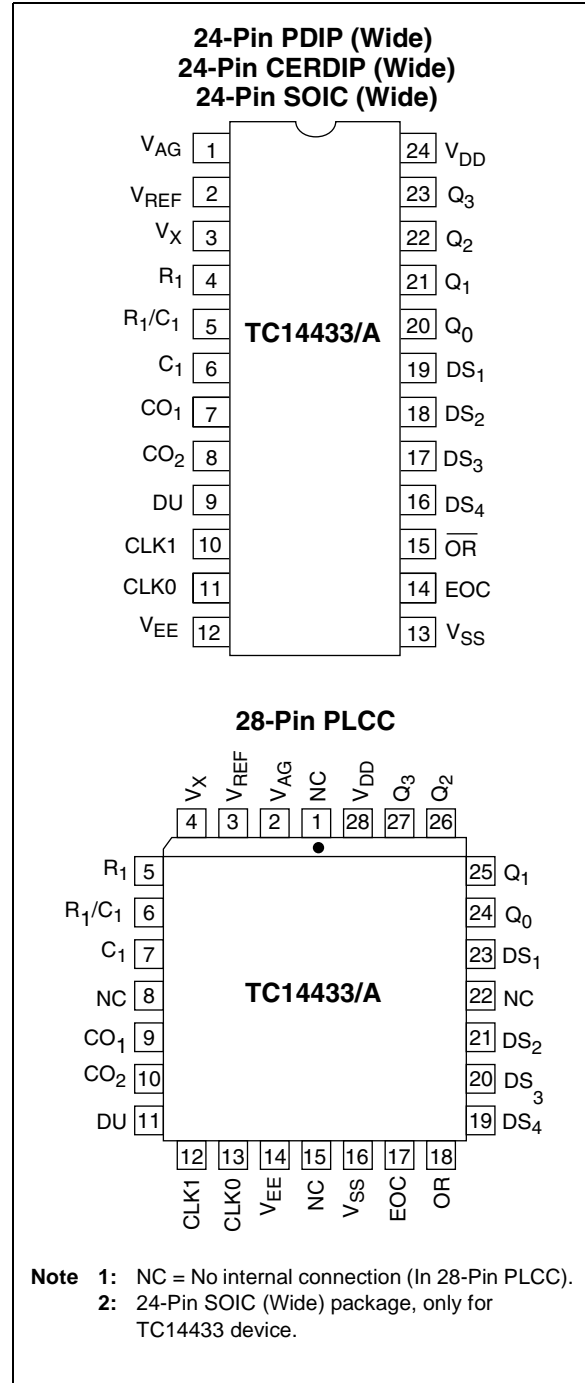 24-Pin PDIP (Wide)
24-Pin CERDIP (Wide)
24-Pin SOIC (Wide)
VAG 1 24 VDD
VREF 2 23 Q3
VX 3 22 Q2
R1 4 21 Q1
R1/C1 5 20 Q0
TC14433/A
C1 6 19 DS1
CO1 7 18 DS2
CO2 8 17 DS3
DU 9 16 DS4
CLK1 10 15 OR
CLK0 11 14 EOC
VEE 12 13 VSS
28-Pin PLCC
VX VREF VAG NC VDD Q3 Q2
4 3 2 1 28 27 26
R1 5 25 Q1
R1/C1 6 24 Q0
C1 7 23 DS1
NC 8 TC14433/A 22 NC
CO1 9 21 DS2
CO2 10 20 DS3
DU 11 19 DS4
12 13 14 15 16 17 18
CLK1 CLK0 VEE NC VSS EOC OR
Note 1: NC = No internal connection (In 28-Pin PLCC).
2: 24-Pin SOIC (Wide) package, only for
TC14433 device.